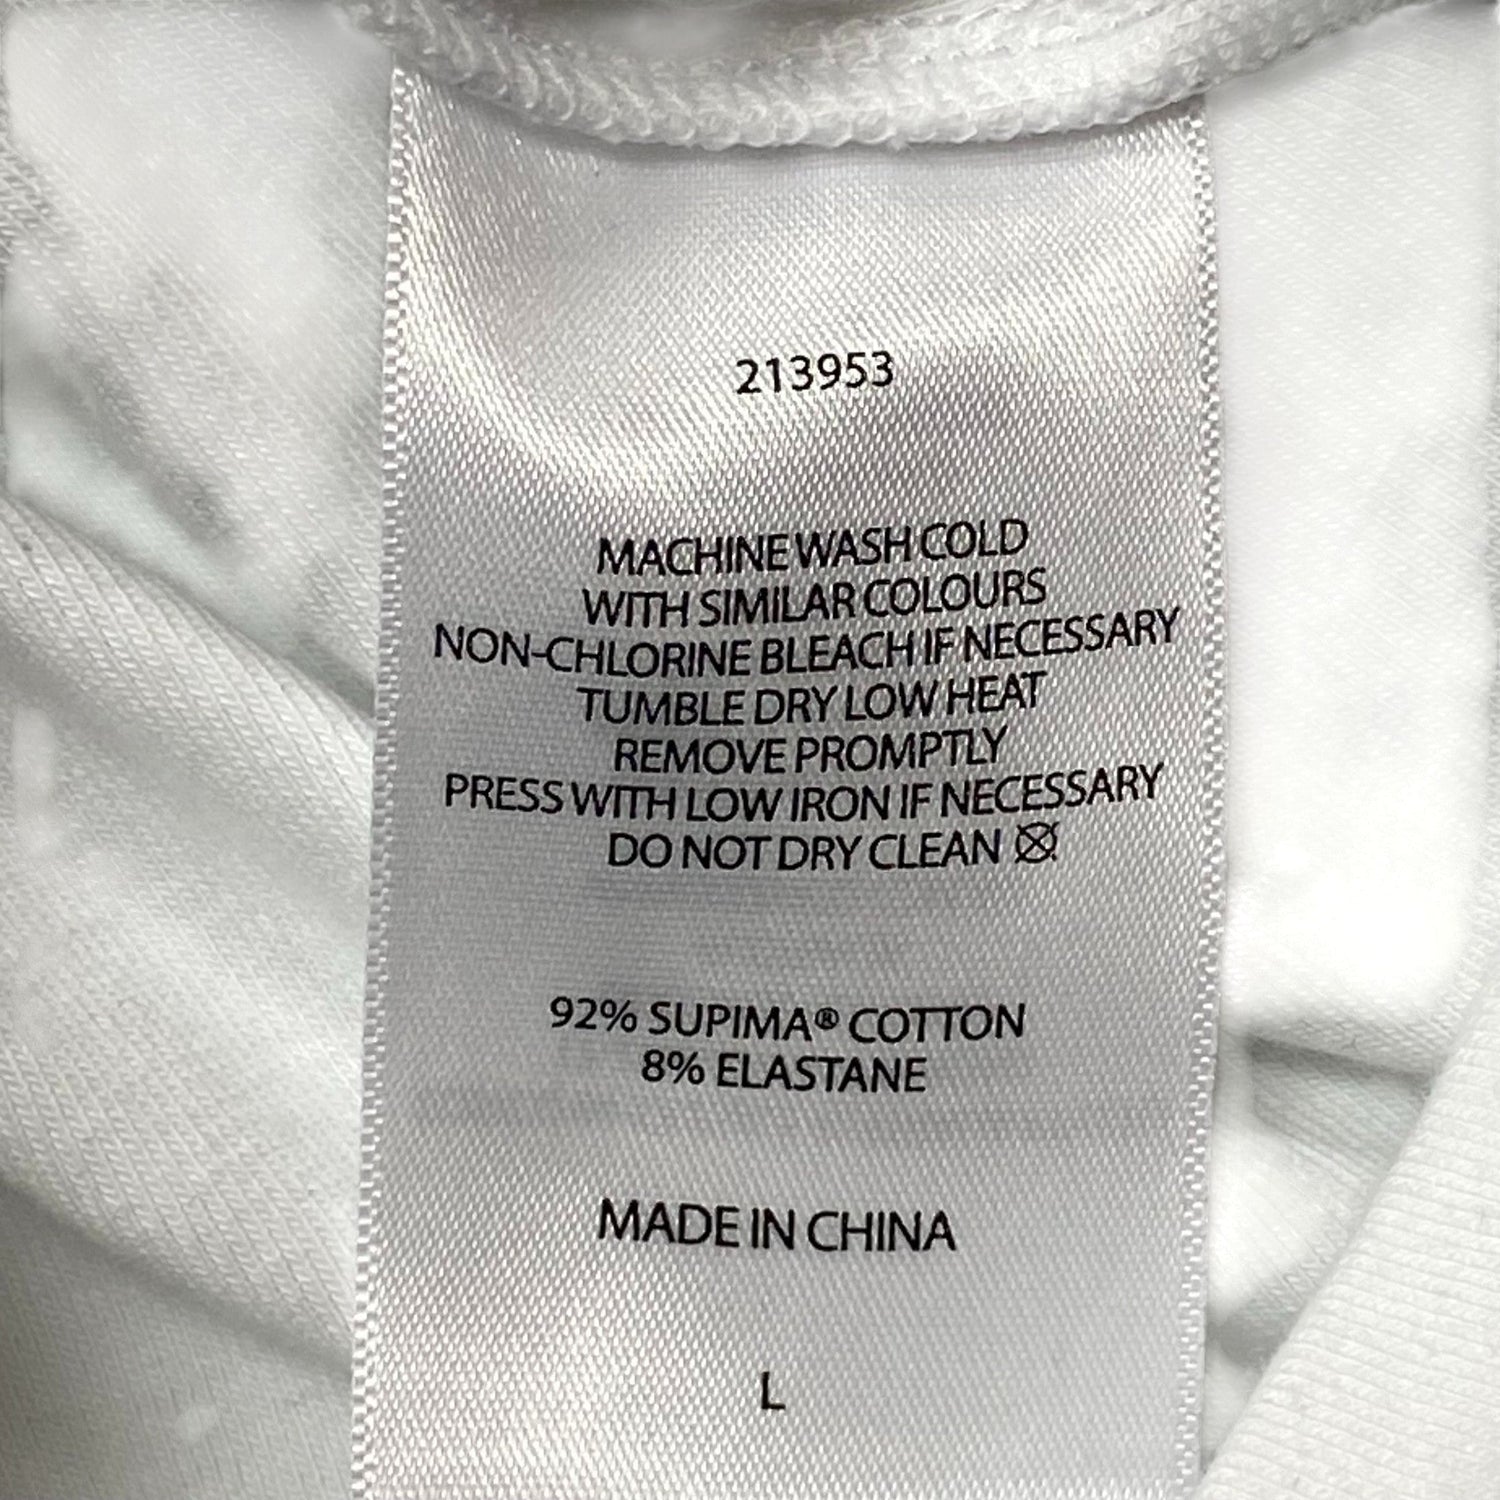 213953
MACHINE WASH COLD
WITH SIMILAR COLOURS
NON-CHLORINE BLEACH IF NECESSARY
TUMBLE DRY LOW HEAT
REMOVE PROMPTLY
PRESS WITH LOW IRON IF NECESSARY
DO NOT DRY CLEAN
92% SUPIMA® COTTON
8% ELASTANE
MADE IN CHINA
L